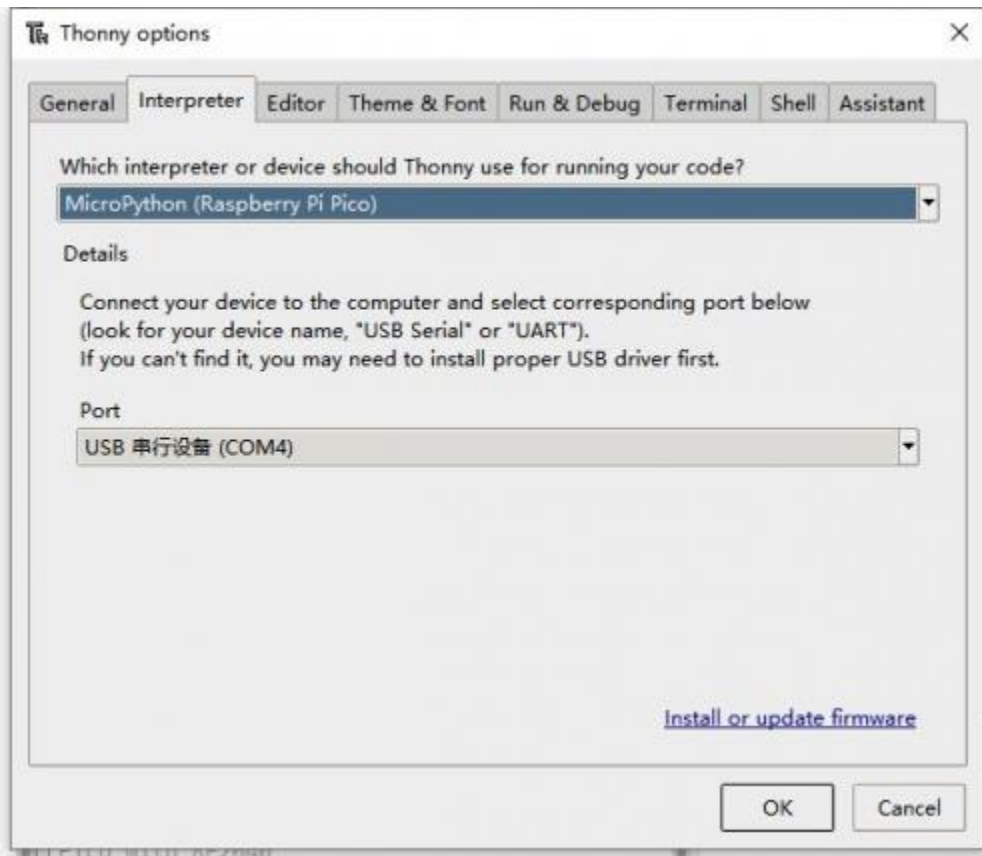 Thonny options
General Interpreter Editor Theme & Font Run & Debug Terminal Shell Assistant
Which interpreter or device should Thonny use for running your code?
MicroPython (Raspberry Pi Pico)
Details
Connect your device to the computer and select corresponding port below
(look for your device name, "USB Serial" or "UART").
If you can't find it, you may need to install proper USB driver first.
Port
USB 串行设备 (COM4)
Install or update firmware
OK Cancel